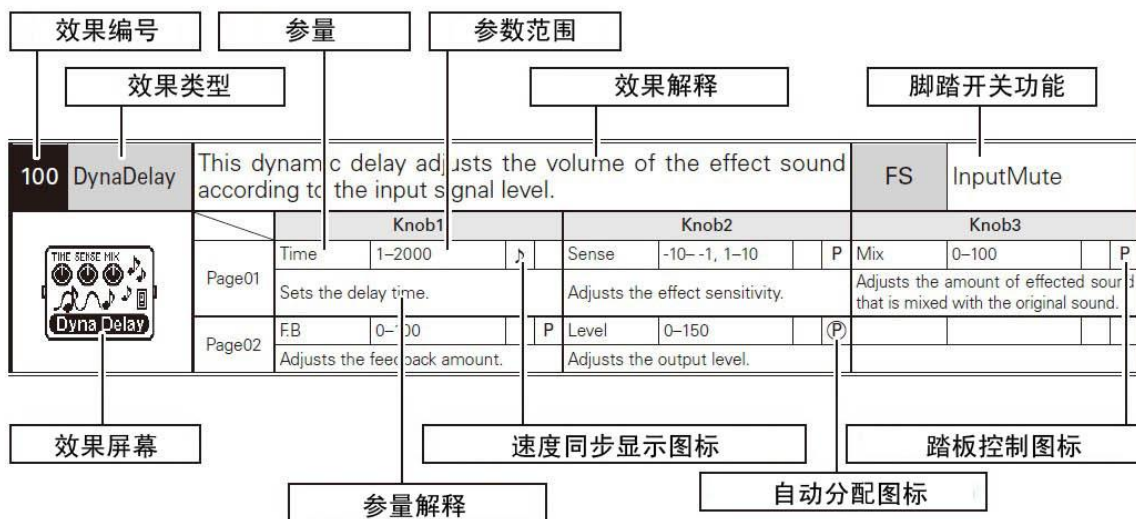 效果编号
参量
参数范围
效果类型
效果解释
脚踏开关功能
100 DynaDelay
This dynamic delay adjusts the volume of the effect sound
according to the input signal level.
FS InputMute
Knob1 Knob2 Knob3
TIME SENSE MIX
Dyna Delay
Page01
Time 1–2000 ♪ Sense -10– -1, 1–10 P Mix 0–100 P
Sets the delay time.
Adjusts the effect sensitivity.
Adjusts the amount of effected sound
that is mixed with the original sound.
Page02
F.B 0–100 P Level 0–150 Ⓟ
Adjusts the feedback amount.
Adjusts the output level.
效果屏幕
速度同步显示图标
踏板控制图标
参量解释
自动分配图标